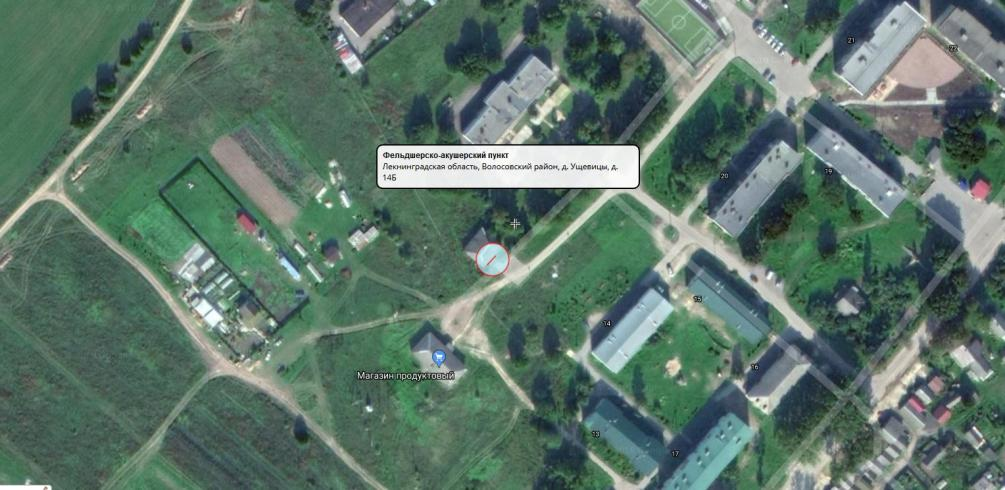 21
22
Фельдшерско-акушерский пункт
Лекнинградская область, Волосовский район, д. Ущевицы, д.
14Б
20
19
15
14
16
Магазин продуктовый
13
17